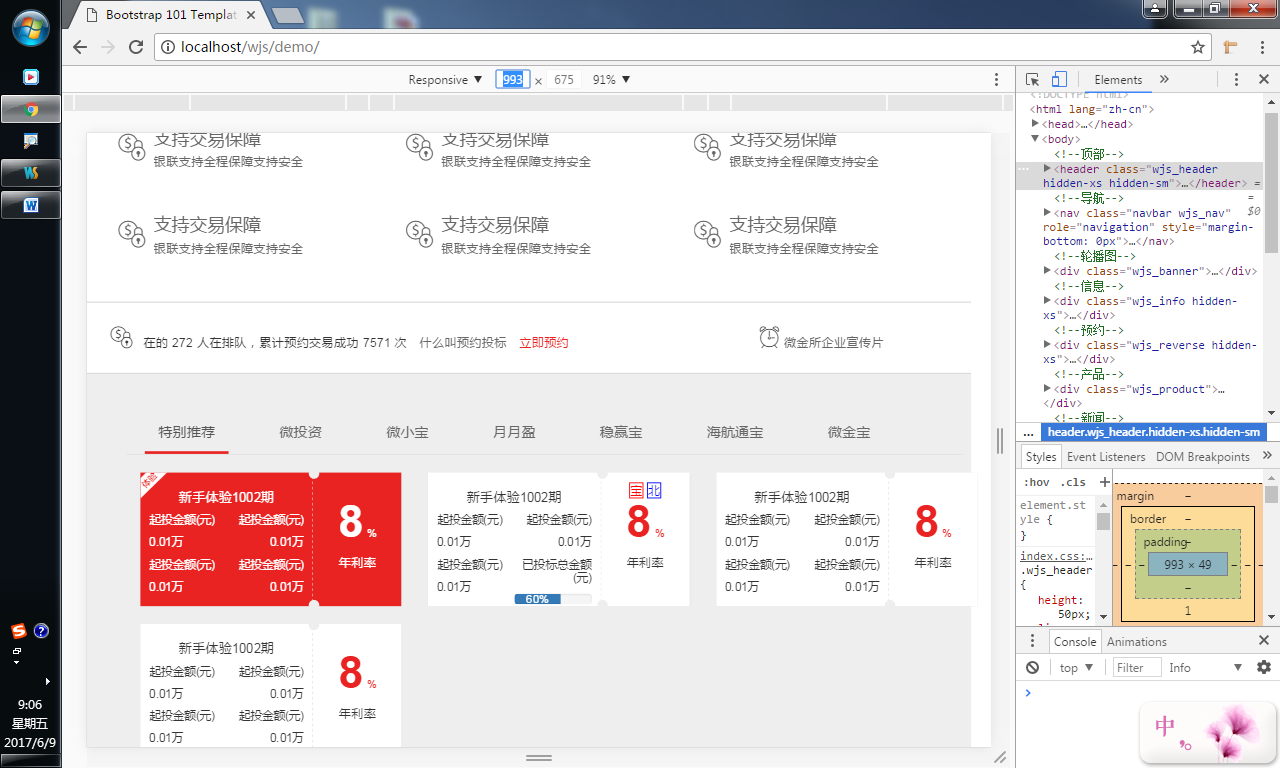 Bootstrap 101 Templat
localhost/wjs/demo/
Responsive ▼ 993 × 675 91% ▼
支持交易保障 支持交易保障 支持交易保障
银联支持全程保障支持安全 银联支持全程保障支持安全 银联支持全程保障支持安全
支持交易保障 支持交易保障 支持交易保障
银联支持全程保障支持安全 银联支持全程保障支持安全 银联支持全程保障支持安全
在的 272 人在排队，累计预约交易成功 7571 次 什么叫预约投标 立即预约 微金所企业宣传片
特别推荐 微投资 微小宝 月月盈 稳赢宝 海航通宝 微金宝
体验
新手体验1002期
起投金额(元) 起投金额(元)
0.01万 0.01万
起投金额(元) 起投金额(元)
0.01万 0.01万
8 %
年利率
新手体验1002期
起投金额(元) 起投金额(元)
0.01万 0.01万
起投金额(元) 已投标总金额(元)
0.01万
60%
宝 北
8 %
年利率
新手体验1002期
起投金额(元) 起投金额(元)
0.01万 0.01万
起投金额(元) 起投金额(元)
0.01万 0.01万
8 %
年利率
新手体验1002期
起投金额(元) 起投金额(元)
0.01万 0.01万
起投金额(元) 起投金额(元)
0.01万 0.01万
8 %
年利率
Elements »
<!DOCTYPE html>
<html lang="zh-cn">
▶<head>…</head>
▼<body>
<!--顶部-->
… ▶<header class="wjs_header
hidden-xs hidden-sm">…</header> ==
$0
<!--导航-->
▶<nav class="navbar wjs_nav"
role="navigation" style="margin-
bottom: 0px">…</nav>
<!--轮播图-->
▶<div class="wjs_banner">…</div>
<!--信息-->
▶<div class="wjs_info hidden-
xs">…</div>
<!--预约-->
▶<div class="wjs_reverse hidden-
xs">…</div>
<!--产品-->
▶<div class="wjs_product">…
</div>
<!--新闻-->
... header.wjs_header.hidden-xs.hidden-sm
Styles Event Listeners DOM Breakpoints »
:hov .cls +
element.st
yle {
}
index.css:…
.wjs_header
{
height:
50px;
margin –
border –
padding –
– – – 993 × 49 – – –
–
1
Console Animations
top ▼ Filter Info ▼
>
中
W
9:06
星期五
2017/6/9